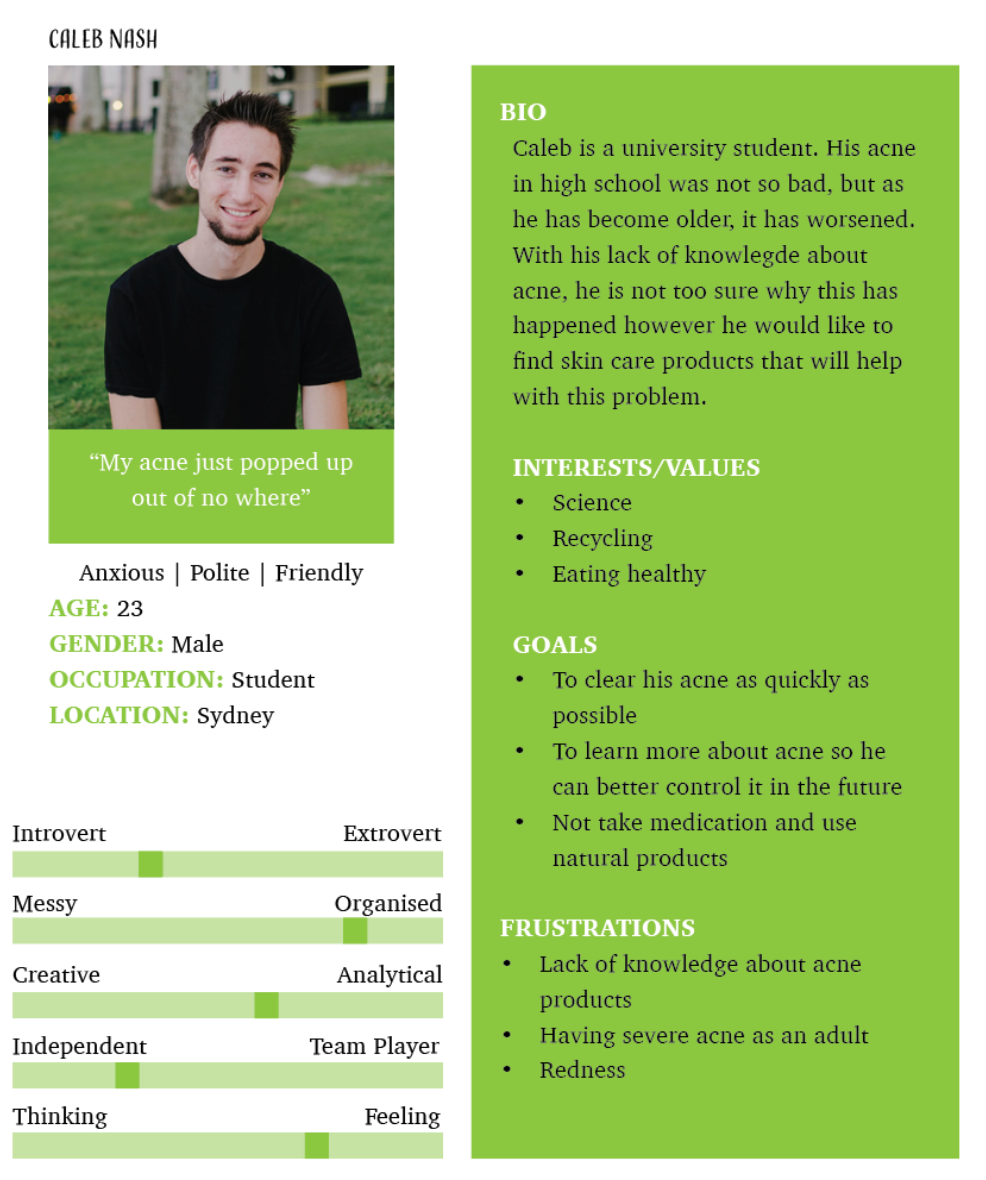 CALEB NASH
“My acne just popped up
out of no where”
Anxious | Polite | Friendly
AGE: 23
GENDER: Male
OCCUPATION: Student
LOCATION: Sydney
Introvert Extrovert
Messy Organised
Creative Analytical
Independent Team Player
Thinking Feeling
BIO
Caleb is a university student. His acne
in high school was not so bad, but as
he has become older, it has worsened.
With his lack of knowlegde about
acne, he is not too sure why this has
happened however he would like to
find skin care products that will help
with this problem.
INTERESTS/VALUES
• Science
• Recycling
• Eating healthy
GOALS
• To clear his acne as quickly as
possible
• To learn more about acne so he
can better control it in the future
• Not take medication and use
natural products
FRUSTRATIONS
• Lack of knowledge about acne
products
• Having severe acne as an adult
• Redness